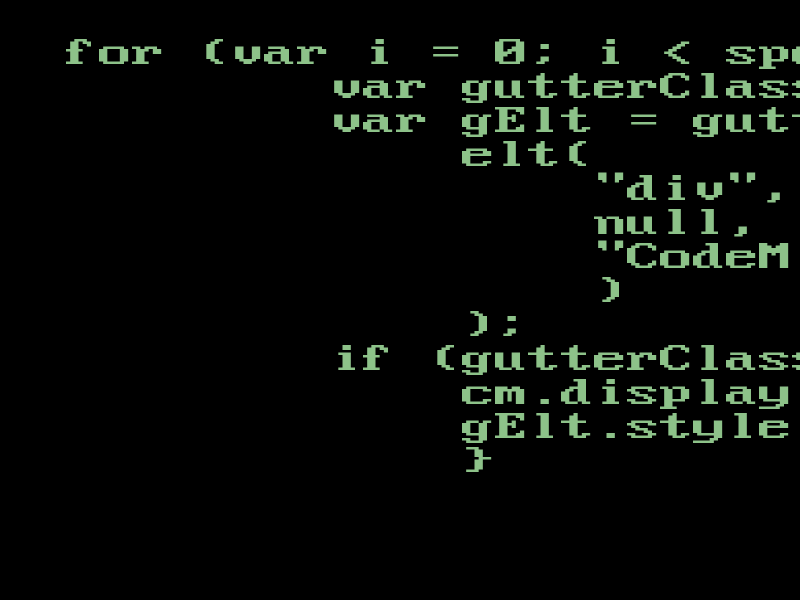 for (var i = 0; i < spe
var gutterClass
var gElt = gutt
elt(
"div",
null,
"CodeM
)
);
if (gutterClass
cm.display
gElt.style
}